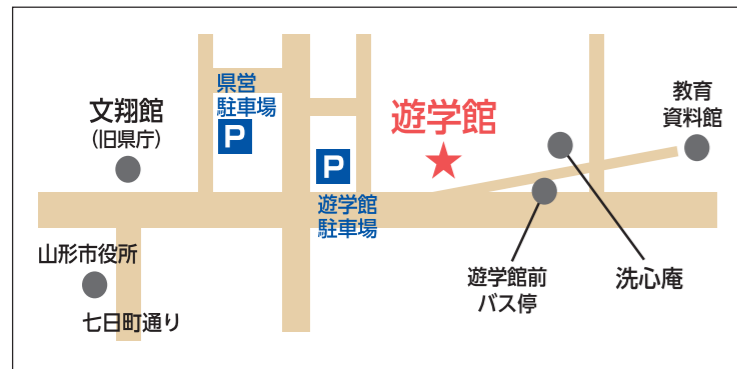 文翔館
(旧県庁)
県営
駐車場
P
P
遊学館
駐車場
遊学館
教育
資料館
山形市役所
七日町通り
遊学館前
バス停
洗心庵